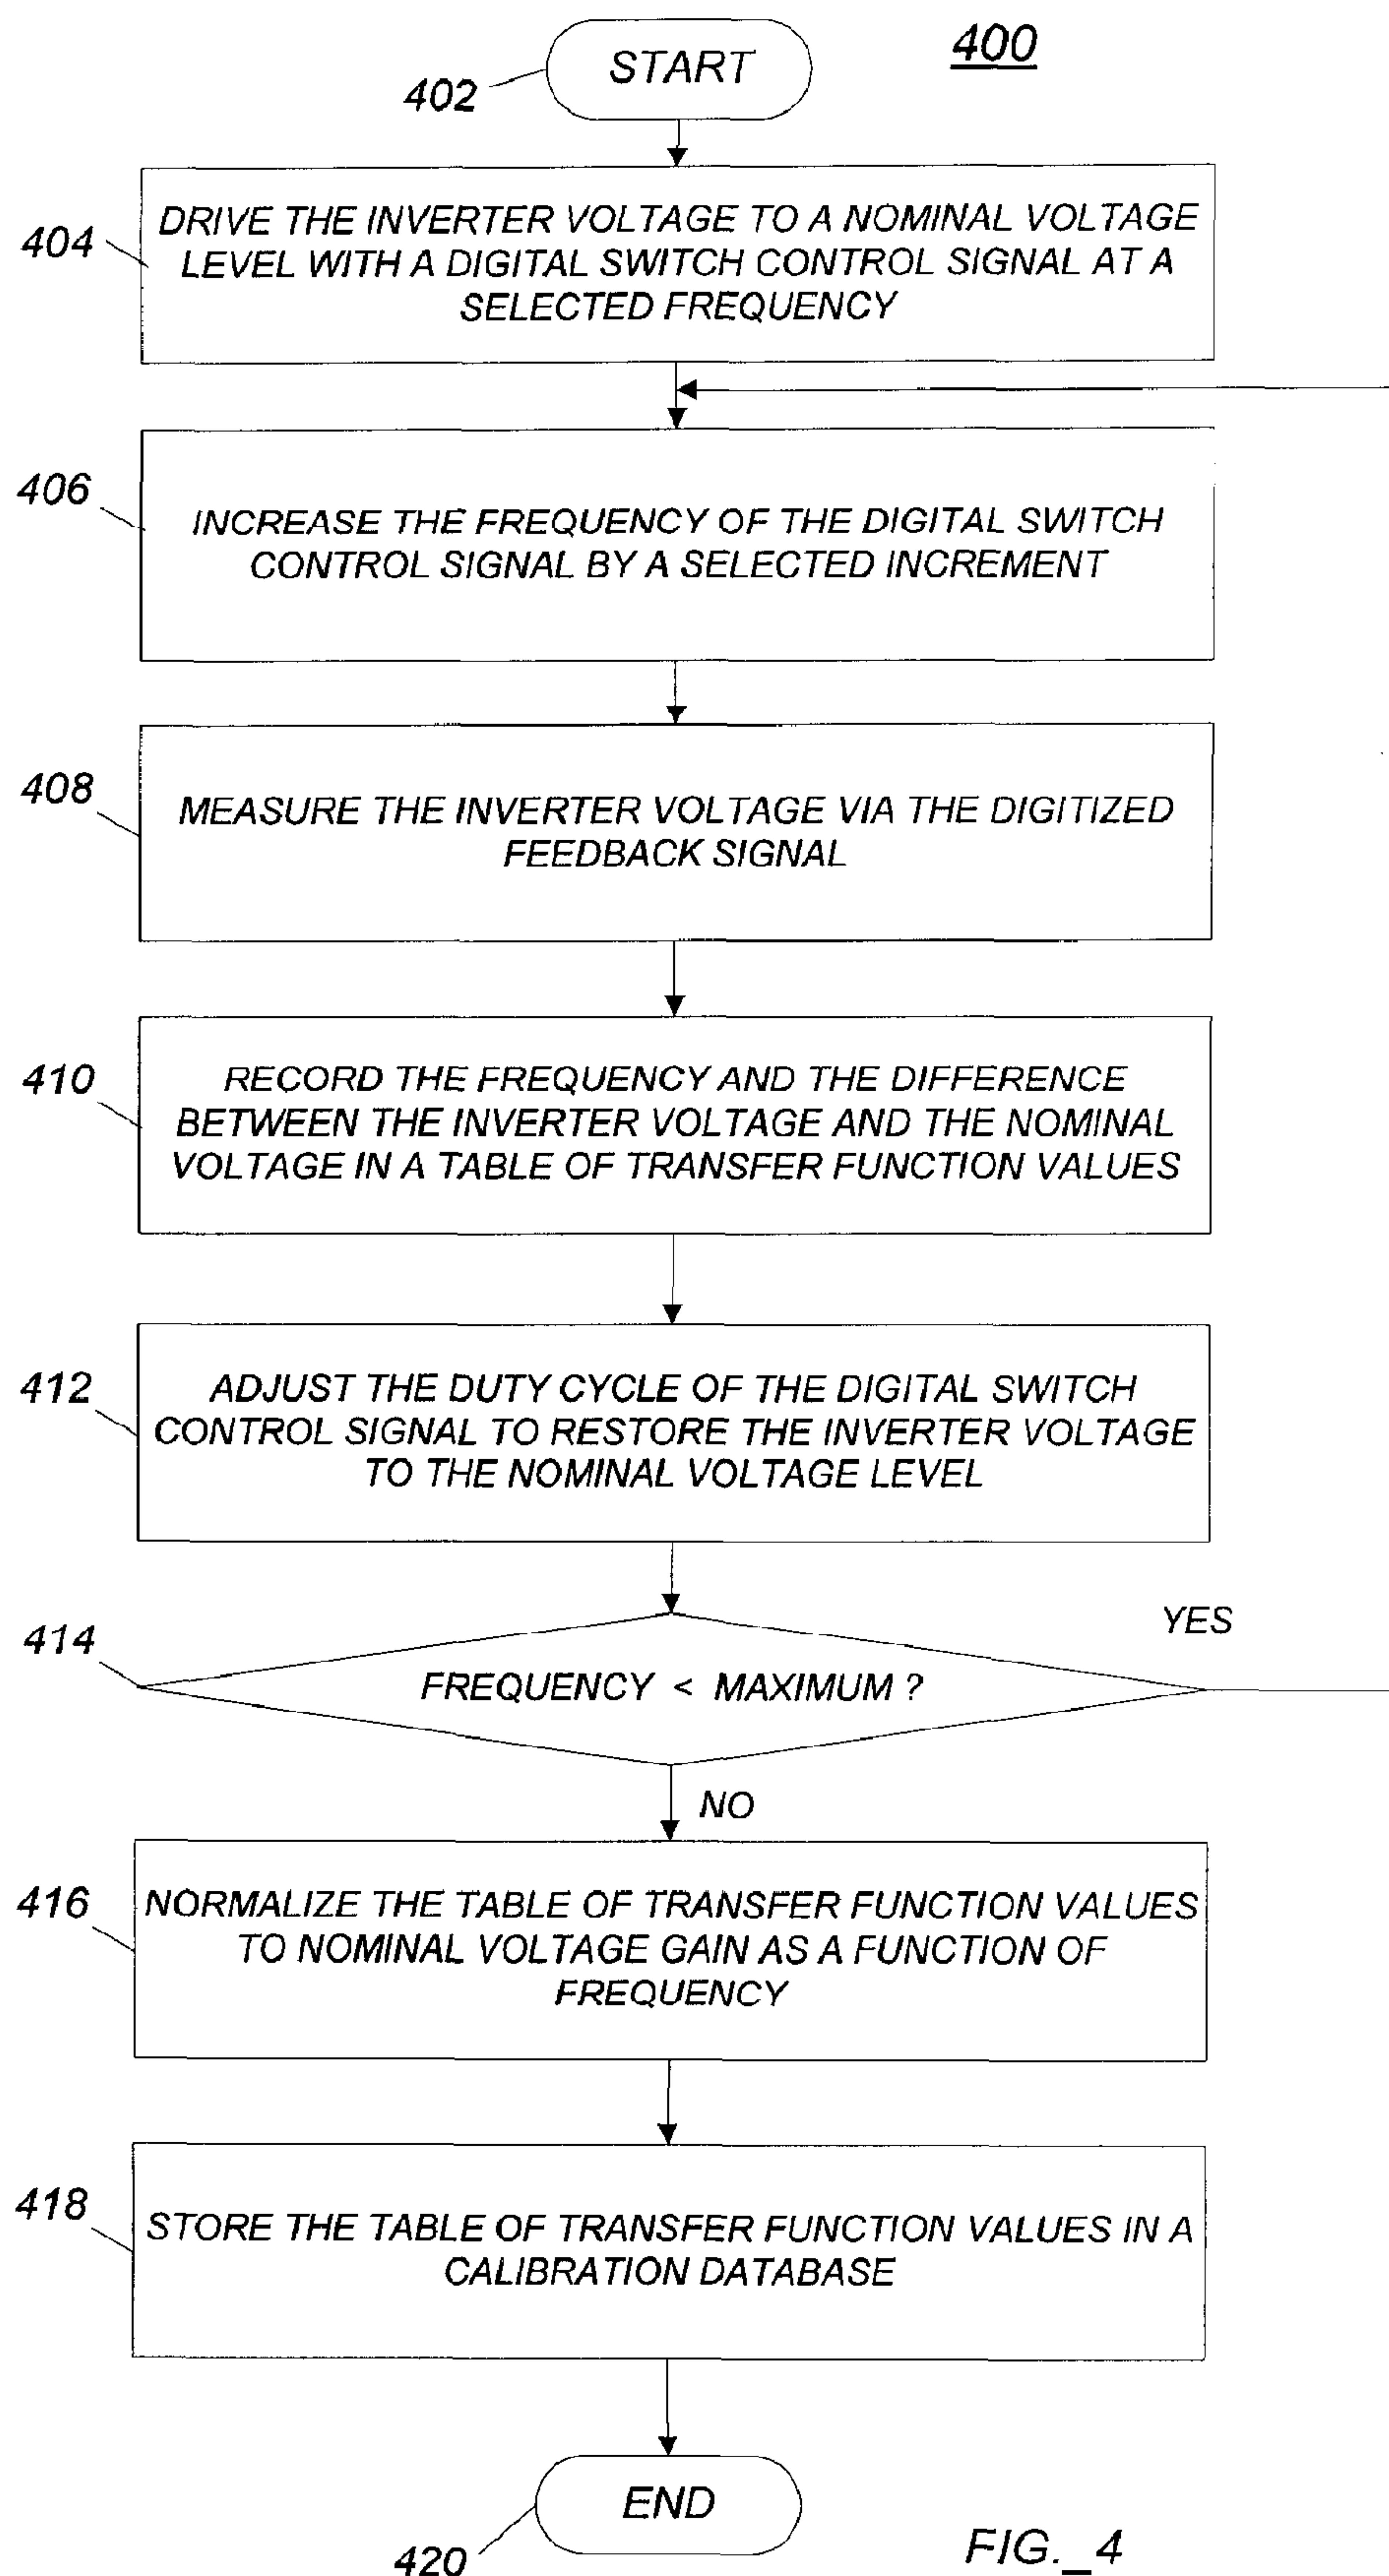 400
START
402
404
DRIVE THE INVERTER VOLTAGE TO A NOMINAL VOLTAGE
LEVEL WITH A DIGITAL SWITCH CONTROL SIGNAL AT A
SELECTED FREQUENCY
406
INCREASE THE FREQUENCY OF THE DIGITAL SWITCH
CONTROL SIGNAL BY A SELECTED INCREMENT
408
MEASURE THE INVERTER VOLTAGE VIA THE DIGITIZED
FEEDBACK SIGNAL
410
RECORD THE FREQUENCY AND THE DIFFERENCE
BETWEEN THE INVERTER VOLTAGE AND THE NOMINAL
VOLTAGE IN A TABLE OF TRANSFER FUNCTION VALUES
412
ADJUST THE DUTY CYCLE OF THE DIGITAL SWITCH
CONTROL SIGNAL TO RESTORE THE INVERTER VOLTAGE
TO THE NOMINAL VOLTAGE LEVEL
414
FREQUENCY < MAXIMUM ?
YES
NO
416
NORMALIZE THE TABLE OF TRANSFER FUNCTION VALUES
TO NOMINAL VOLTAGE GAIN AS A FUNCTION OF
FREQUENCY
418
STORE THE TABLE OF TRANSFER FUNCTION VALUES IN A
CALIBRATION DATABASE
END
420
FIG._4